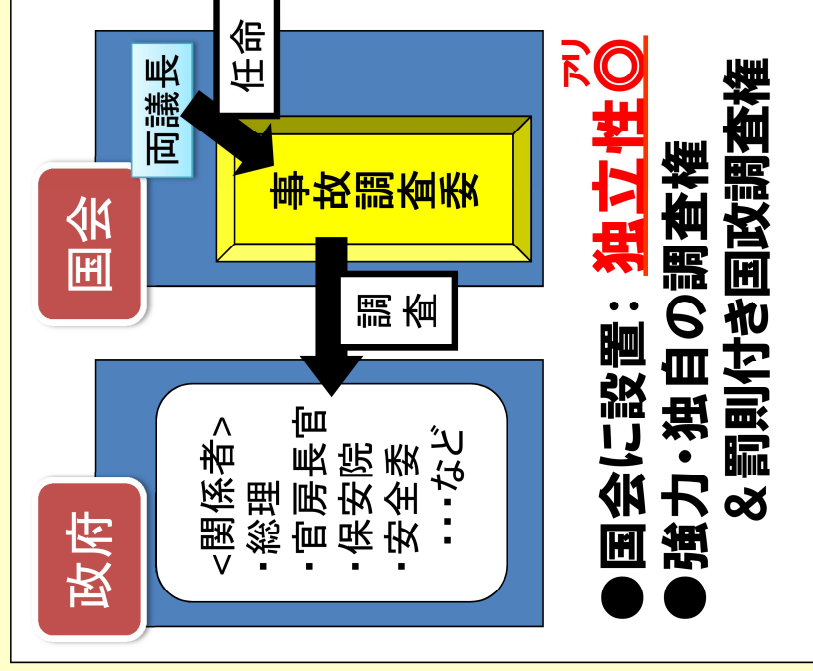 政府
<関係者>
・総理
・官房長官
・保安院
・安全委
・・・など
国会
両議長
任命
事故調査委
調
査
●国会に設置：独立性◎
アリ
●強力・独自の調査権
＆罰則付き国政調査権